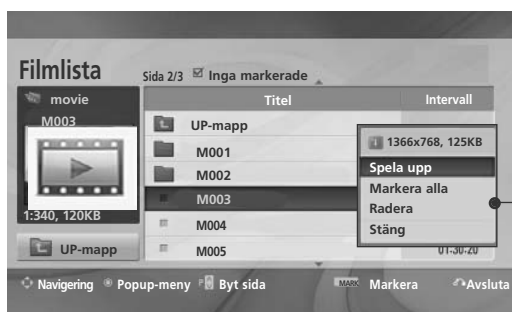 Filmlista
Sida 2/3 Inga markerade
movie
M003
1:340, 120KB
UP-mapp
Titel Intervall
UP-mapp
M001
M002
M003
M004
M005 01:30:20
1366x768, 125KB
Spela upp
Markera alla
Radera
Stäng
Navigering Popup-meny Byt sida MARK Markera Avsluta